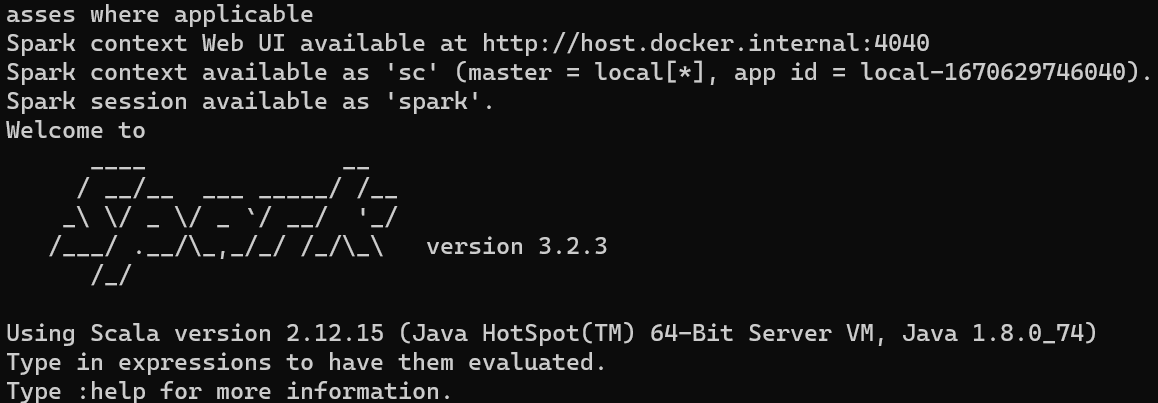 asses where applicable
Spark context Web UI available at http://host.docker.internal:4040
Spark context available as 'sc' (master = local[*], app id = local-1670629746040).
Spark session available as 'spark'.
Welcome to
      ____              __
     / __/__  ___ _____/ /__
    _\ \/ _ \/ _ `/ __/  '_/
   /___/ .__/\_,_/_/ /_/\_\   version 3.2.3
      /_/
Using Scala version 2.12.15 (Java HotSpot(TM) 64-Bit Server VM, Java 1.8.0_74)
Type in expressions to have them evaluated.
Type :help for more information.